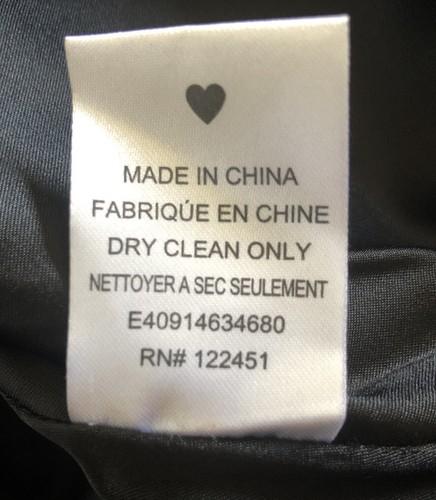 MADE IN CHINA
FABRIQÚE EN CHINE
DRY CLEAN ONLY
NETTOYER A SEC SEULEMENT
E40914634680
RN# 122451